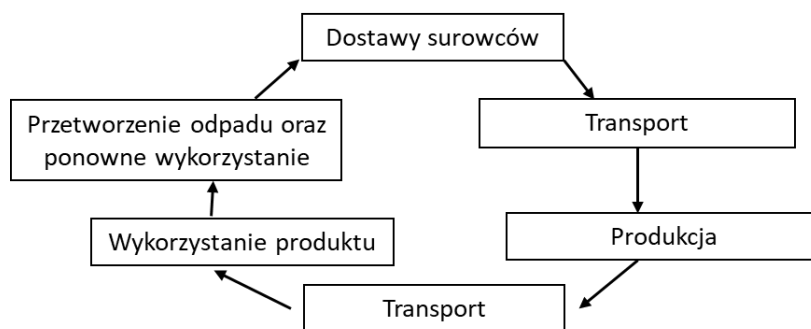 Dostawy surowców
Transport
Produkcja
Transport
Wykorzystanie produktu
Przetworzenie odpadu oraz
ponowne wykorzystanie